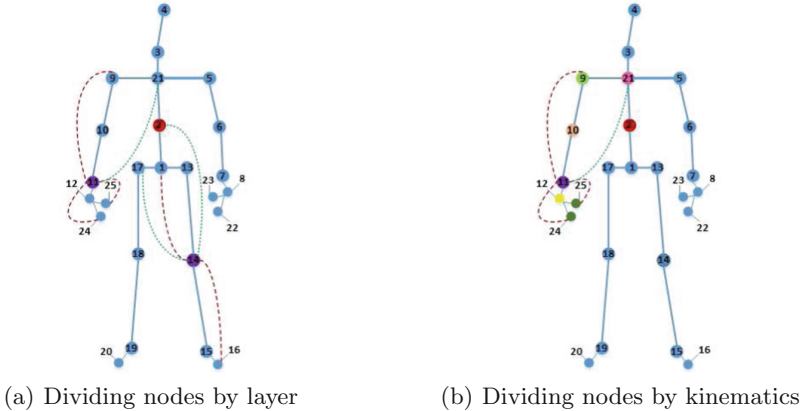 4 4
3 3
9 21 5 9 21 5
10 2 6 10 2 6
17 1 13 7 17 1 13 7
12 11 25 23 8 12 11 25 23 8
24 22 24 22
18 14 18 14
20 19 15 16 20 19 15 16
(a) Dividing nodes by layer
(b) Dividing nodes by kinematics